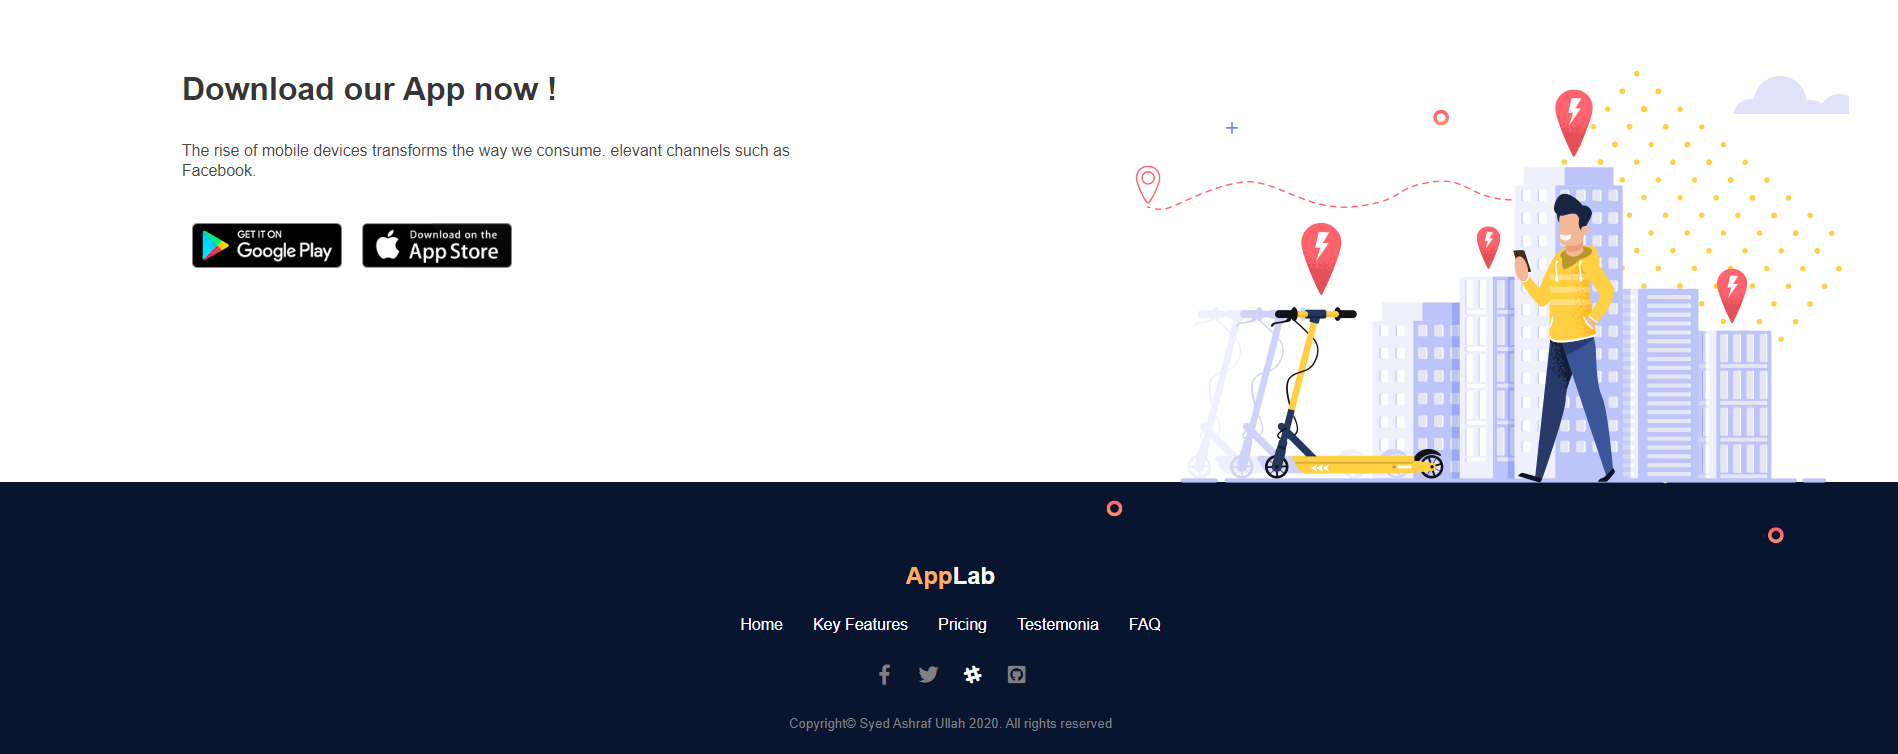 Download our App now !
The rise of mobile devices transforms the way we consume. elevant channels such as
Facebook.
GET IT ON
Google Play
Download on the
App Store
AppLab
Home Key Features Pricing Testemonia FAQ
Copyright© Syed Ashraf Ullah 2020. All rights reserved